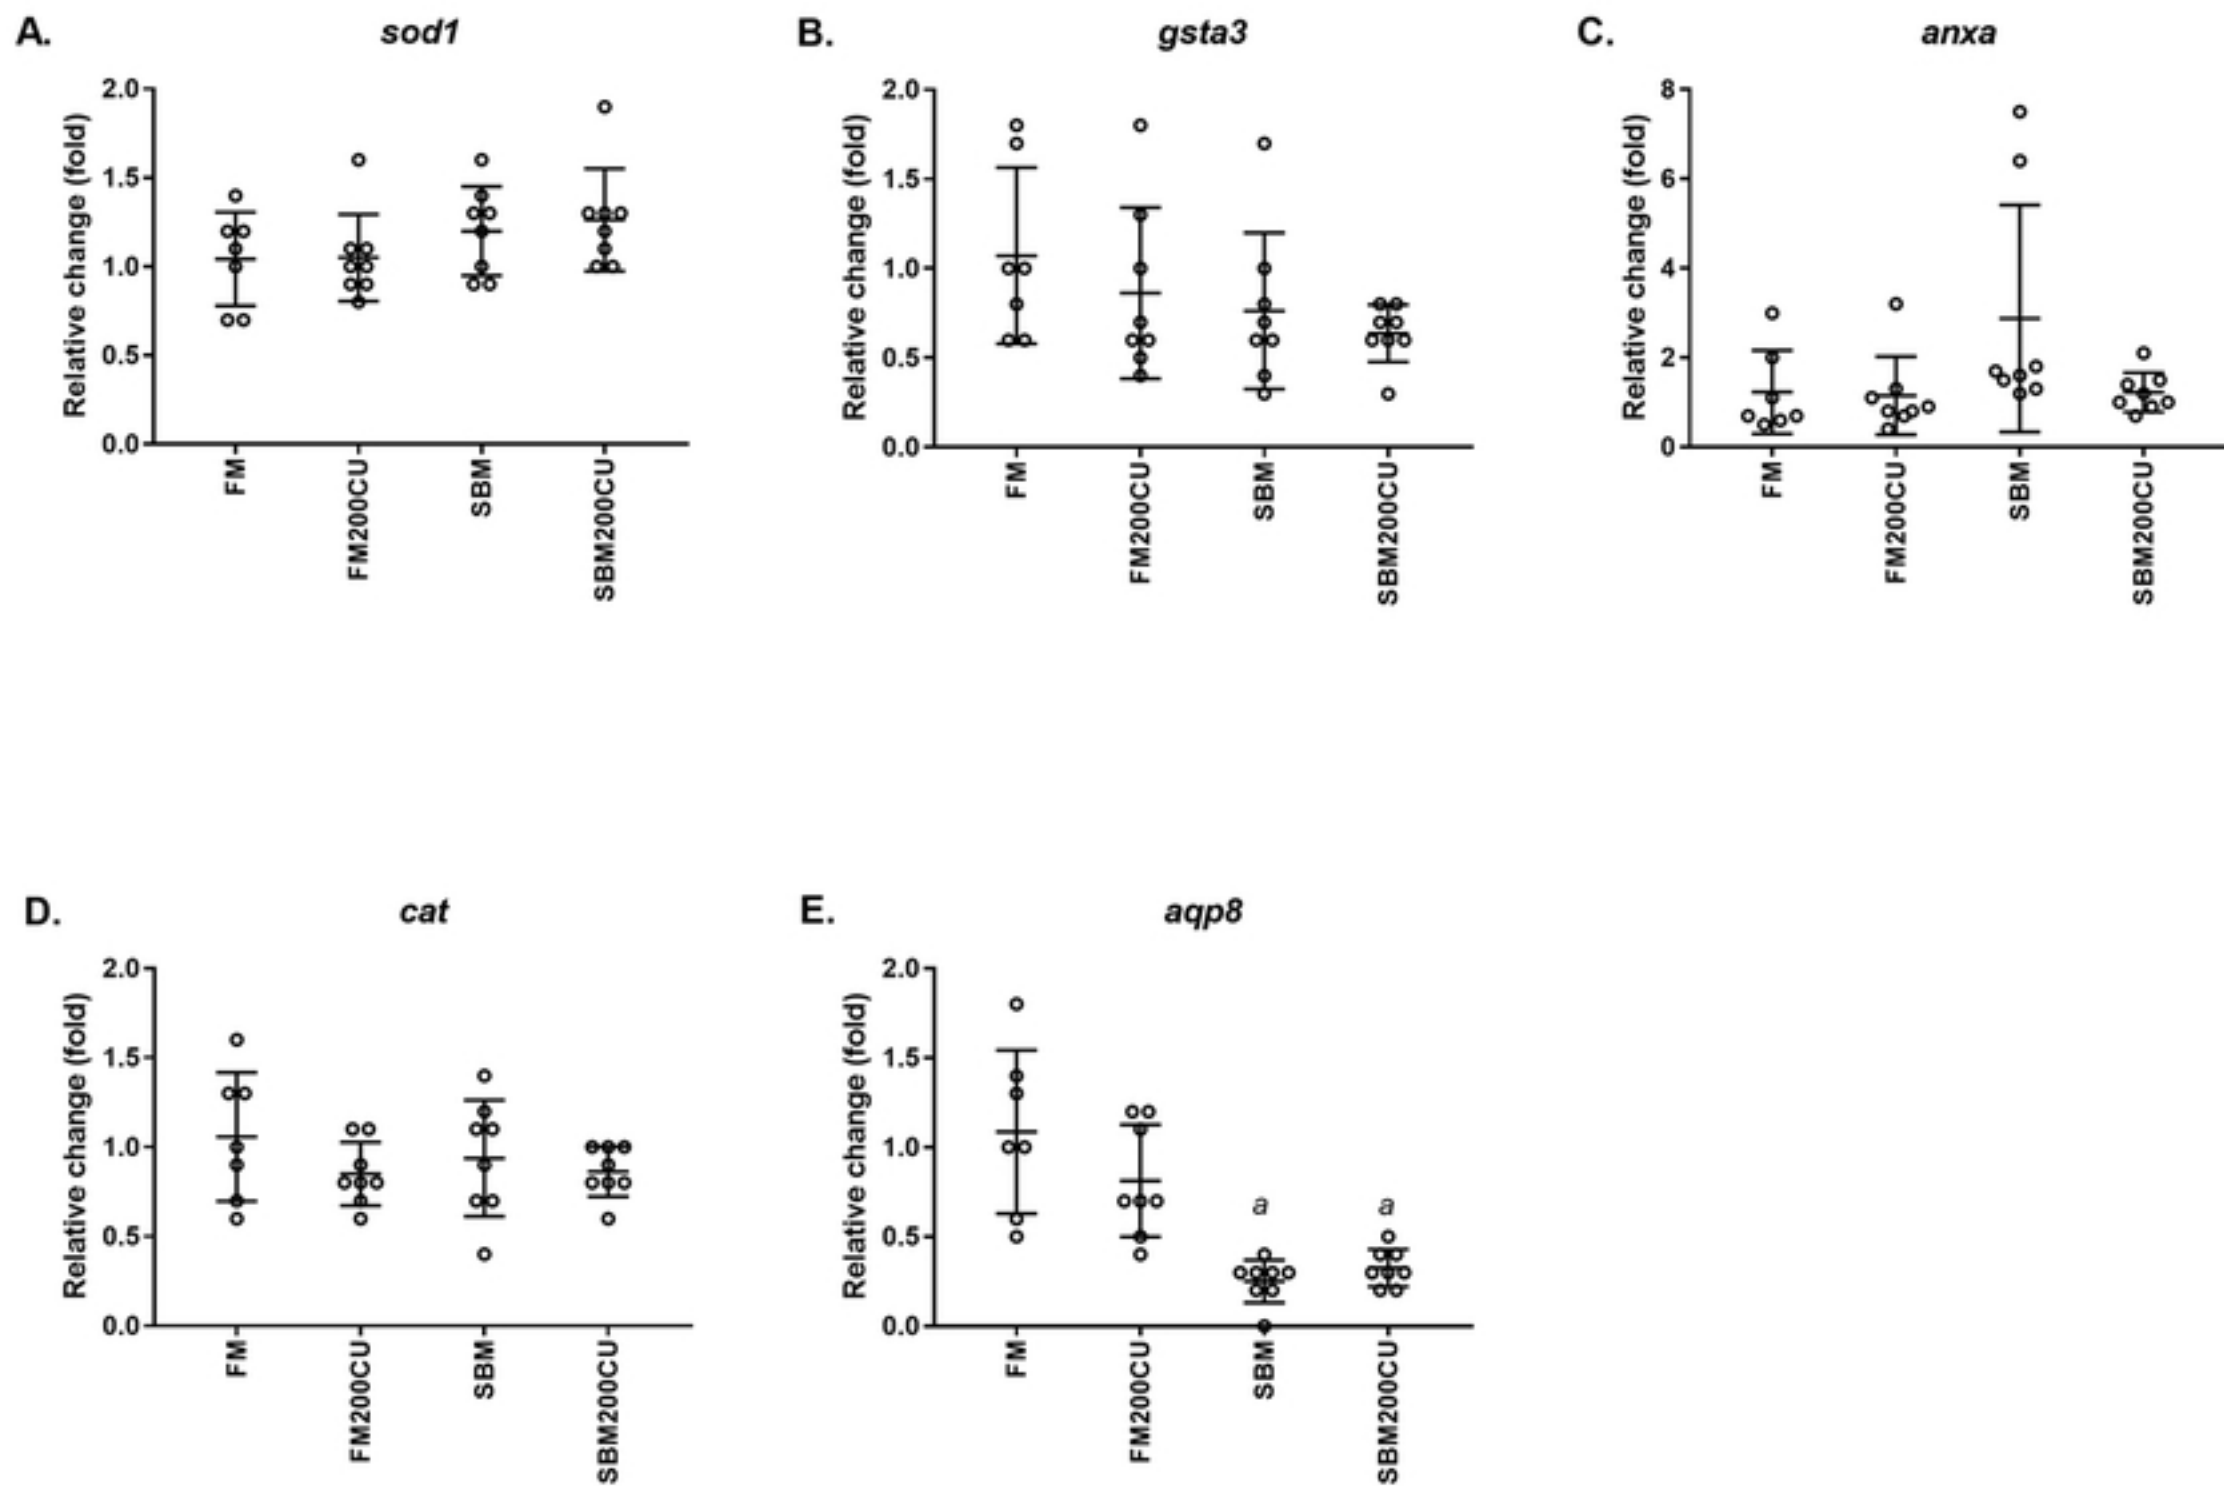 A. sod1
Relative change (fold)
2.0
1.5
1.0
0.5
0.0
FM
FM200CU
SBM
SBM200CU
B. gsta3
Relative change (fold)
2.0
1.5
1.0
0.5
0.0
FM
FM200CU
SBM
SBM200CU
C. anxa
Relative change (fold)
8
6
4
2
0
FM
FM200CU
SBM
SBM200CU
D. cat
Relative change (fold)
2.0
1.5
1.0
0.5
0.0
FM
FM200CU
SBM
SBM200CU
E. aqp8
Relative change (fold)
2.0
1.5
1.0
0.5
0.0
a
a
FM
FM200CU
SBM
SBM200CU